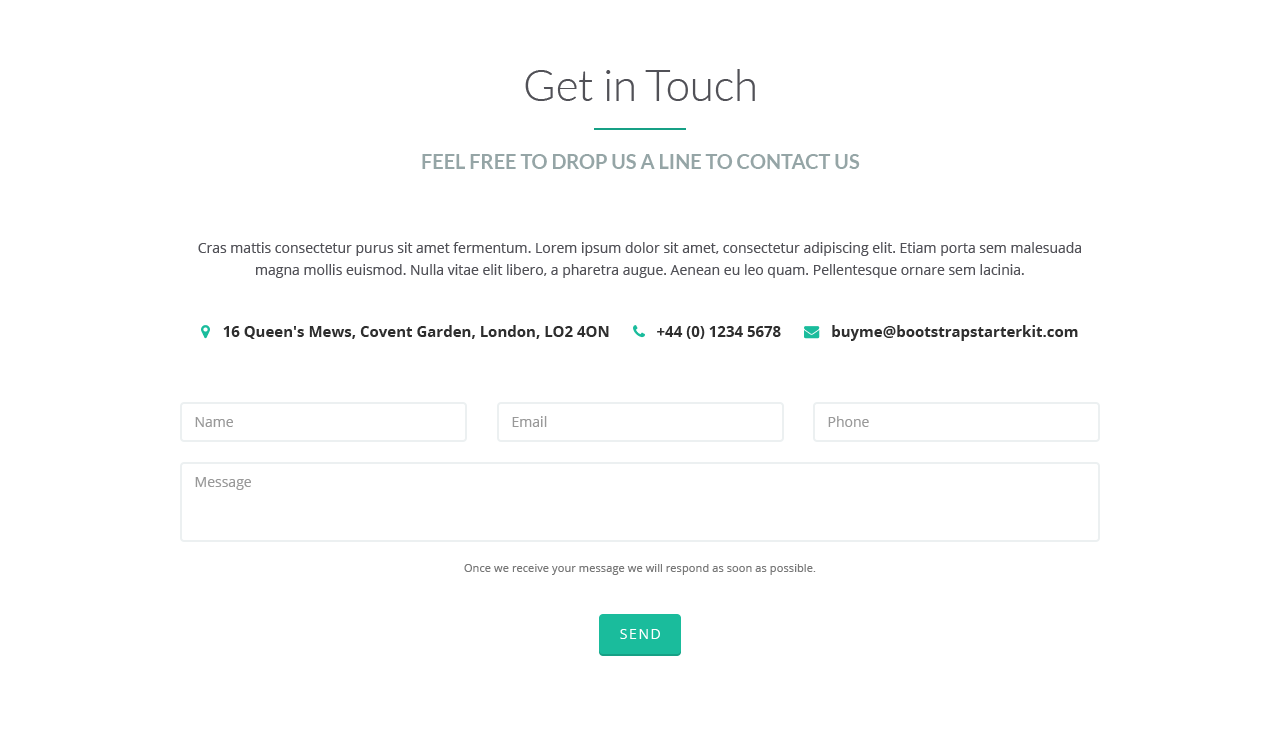 Get in Touch
FEEL FREE TO DROP US A LINE TO CONTACT US
Cras mattis consectetur purus sit amet fermentum. Lorem ipsum dolor sit amet, consectetur adipiscing elit. Etiam porta sem malesuada
magna mollis euismod. Nulla vitae elit libero, a pharetra augue. Aenean eu leo quam. Pellentesque ornare sem lacinia.
16 Queen's Mews, Covent Garden, London, LO2 4ON +44 (0) 1234 5678 buyme@bootstrapstarterkit.com
Name Email Phone
Message
Once we receive your message we will respond as soon as possible.
SEND